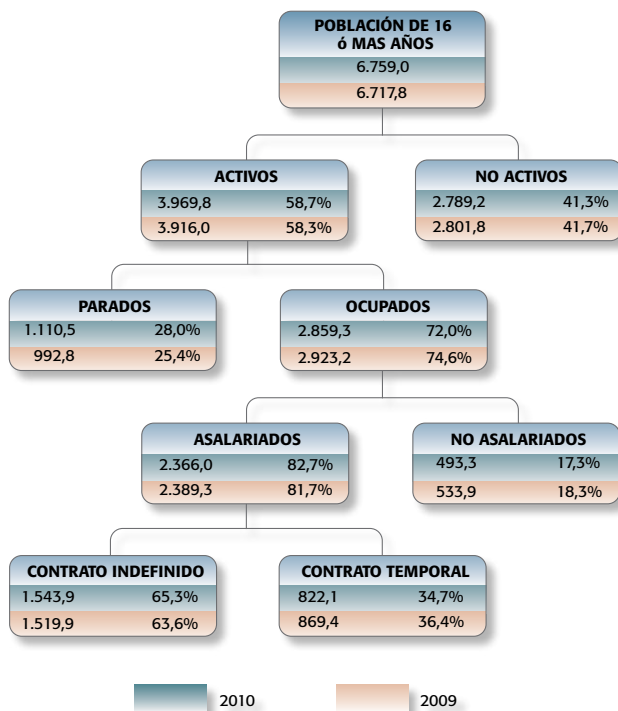 POBLACIÓN DE 16
ó MAS AÑOS
6.759,0
6.717,8
ACTIVOS
3.969,8 58,7%
3.916,0 58,3%
NO ACTIVOS
2.789,2 41,3%
2.801,8 41,7%
PARADOS
1.110,5 28,0%
992,8 25,4%
OCUPADOS
2.859,3 72,0%
2.923,2 74,6%
ASALARIADOS
2.366,0 82,7%
2.389,3 81,7%
NO ASALARIADOS
493,3 17,3%
533,9 18,3%
CONTRATO INDEFINIDO
1.543,9 65,3%
1.519,9 63,6%
CONTRATO TEMPORAL
822,1 34,7%
869,4 36,4%
2010
2009